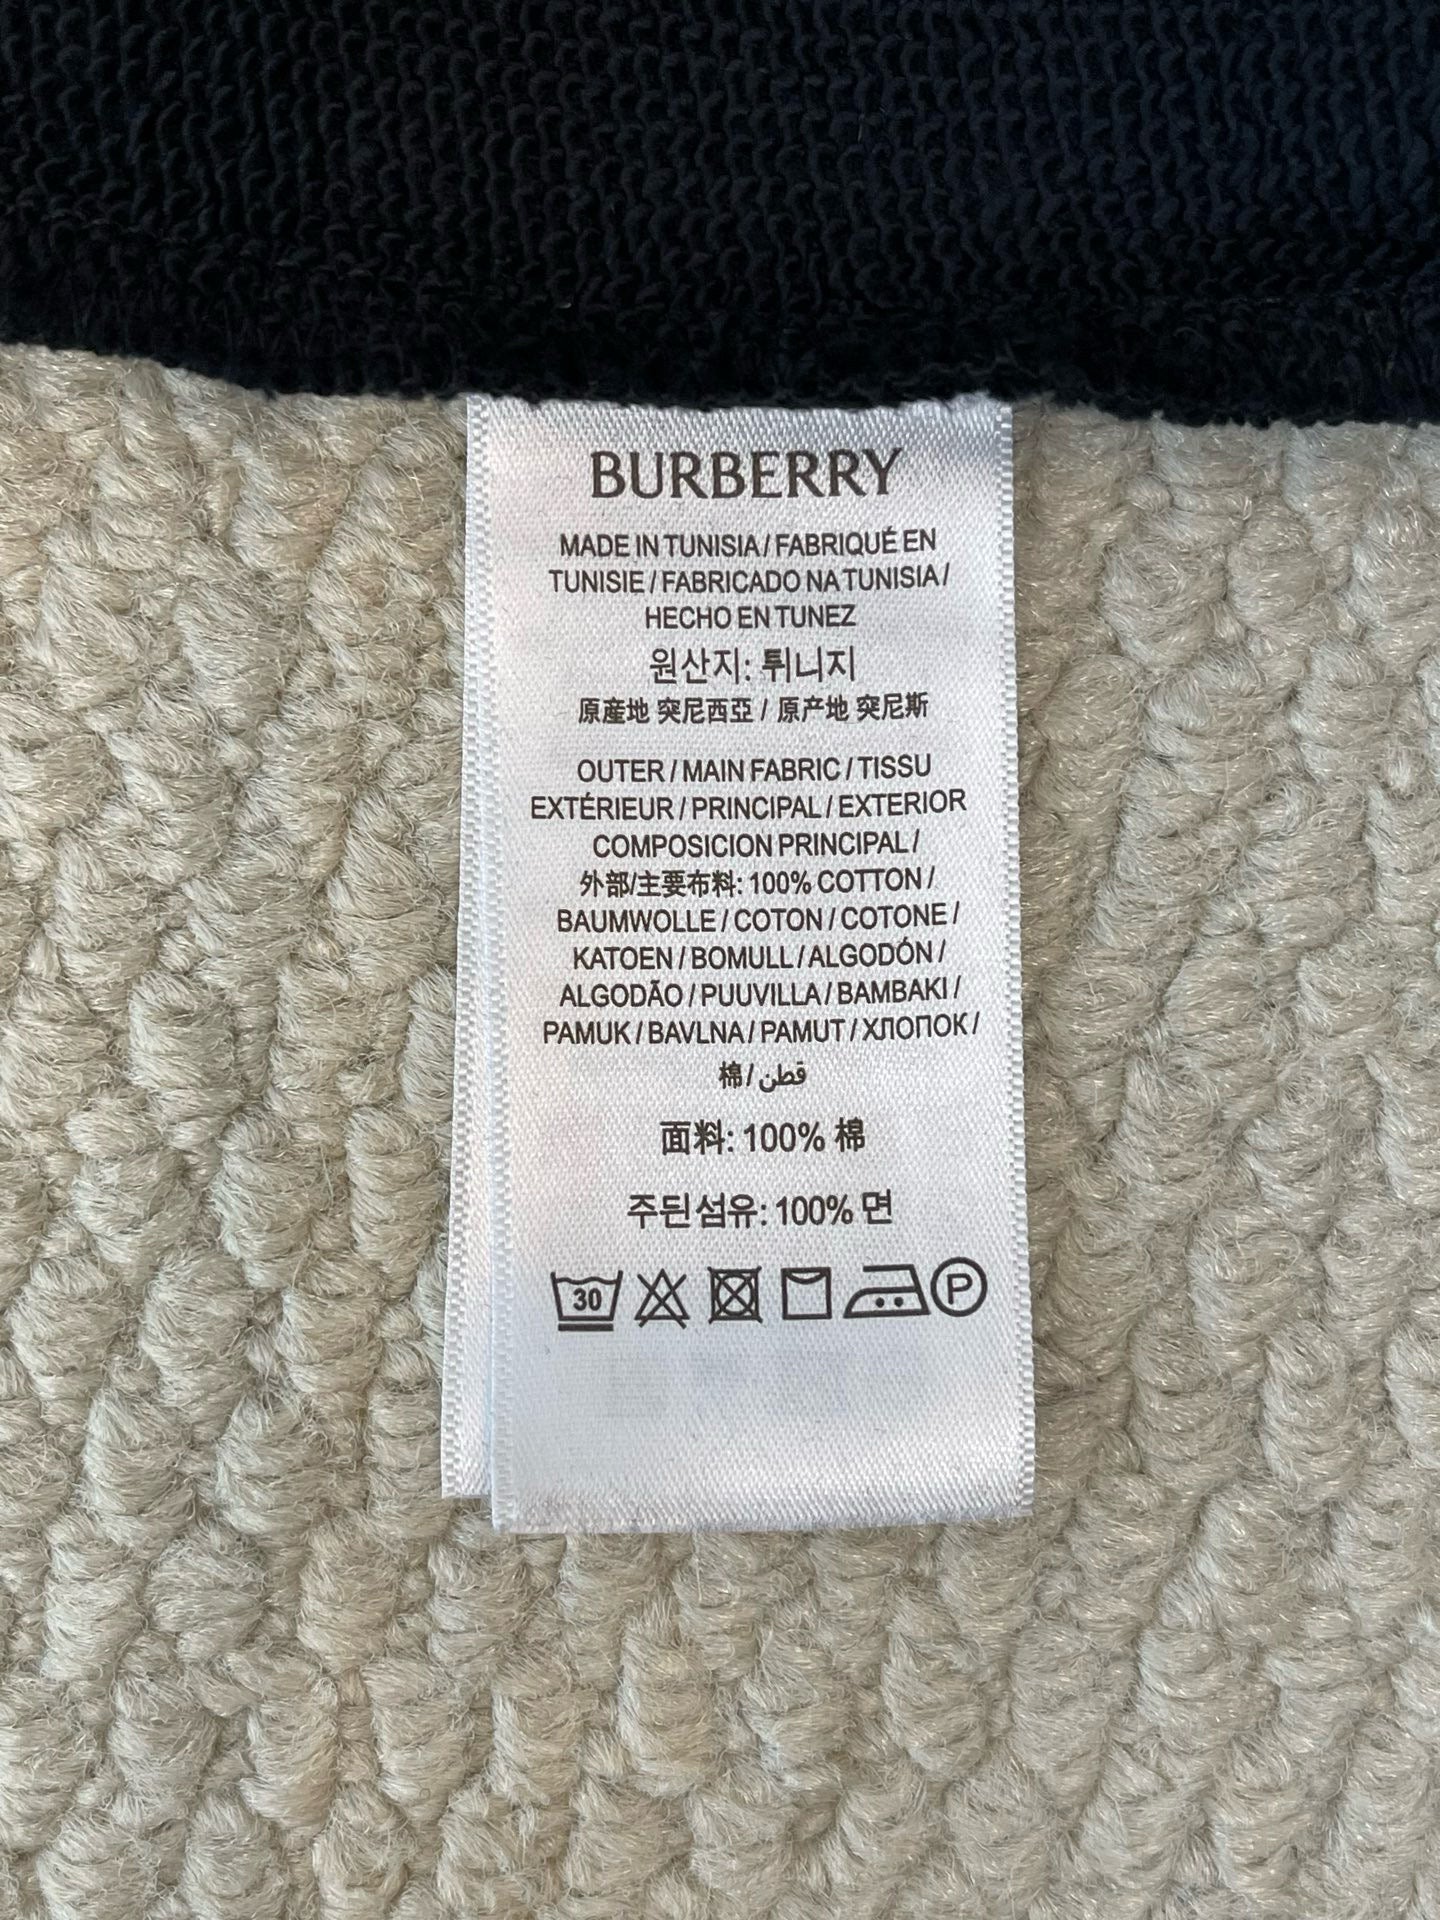 BURBERRY
MADE IN TUNISIA / FABRIQUÉ EN
TUNISIE / FABRICADO NA TUNISIA /
HECHO EN TUNEZ
원산지: 튀니지
原産地 突尼西亞 / 原产地 突尼斯
OUTER / MAIN FABRIC / TISSU
EXTÉRIEUR / PRINCIPAL / EXTERIOR
COMPOSICION PRINCIPAL /
外部/主要布料: 100% COTTON /
BAUMWOLLE / COTON / COTONE /
KATOEN / BOMULL / ALGODÓN /
ALGODÃO / PUUVILLA / BAMBAKI /
PAMUK / BAVLNA / PAMUT / ХЛОПОК /
棉 / قطن
面料: 100% 棉
주된섬유: 100% 면
30 P